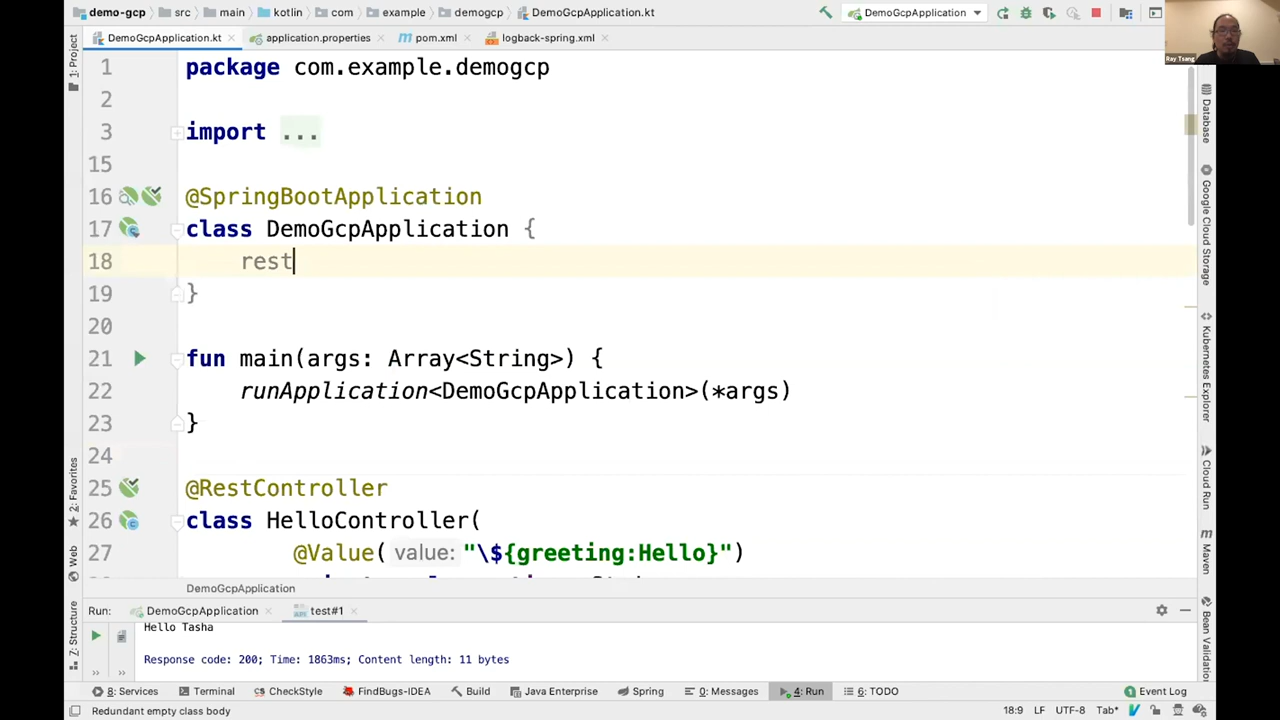 demo-gcp src main kotlin com example demogcp DemoGcpApplication.kt DemoGcpApplication
DemoGcpApplication.kt application.properties pom.xml logback-spring.xml
Ray Tsang
1: Project
1 package com.example.demogcp
2
3 import ...
15
16 @SpringBootApplication
17 class DemoGcpApplication {
18 rest
19 }
20
21 fun main(args: Array<String>) {
22 runApplication<DemoGcpApplication>(*args)
23 }
24
25 @RestController
26 class HelloController(
27 @Value( value: "\${greeting:Hello}")
DemoGcpApplication
Database
Google Cloud Storage
Kubernetes Explorer
Cloud Run
Maven
Bean Validation
2: Favorites
Web
Z: Structure
Run: DemoGcpApplication test#1
Hello Tasha
Response code: 200; Time: 1863ms; Content length: 11 bytes
8: Services Terminal CheckStyle FindBugs-IDEA Build Java Enterprise Spring 0: Messages 4: Run 6: TODO Event Log
Redundant empty class body 18:9 LF UTF-8 Tab*